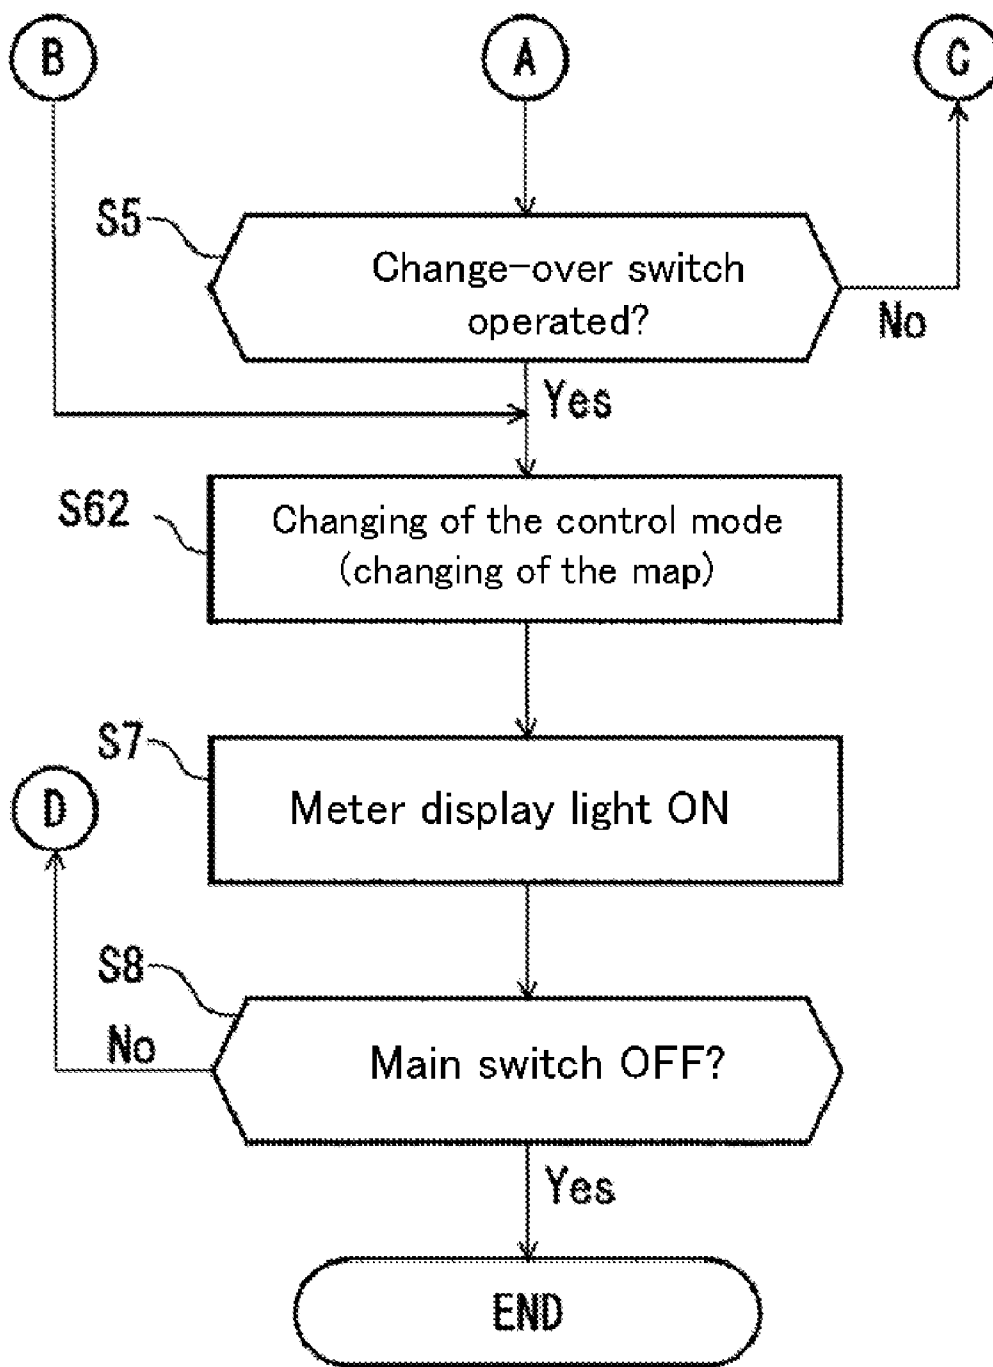 B
A
C
S5
Change-over switch
operated?
No
Yes
S62
Changing of the control mode
(changing of the map)
S7
D
Meter display light ON
S8
No
Main switch OFF?
Yes
END